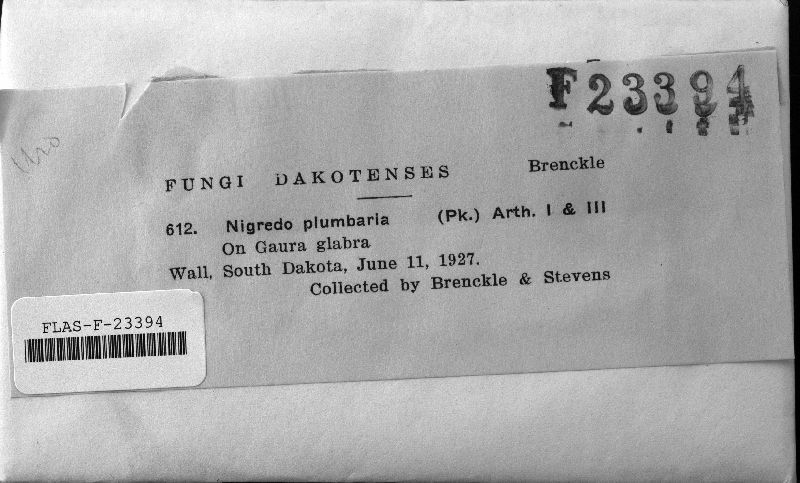 F23394
Uro
FUNGI DAKOTENSES Brenckle
612. Nigredo plumbaria (Pk.) Arth. I & III
On Gaura glabra
Wall, South Dakota, June 11, 1927.
Collected by Brenckle & Stevens
FLAS-F-23394